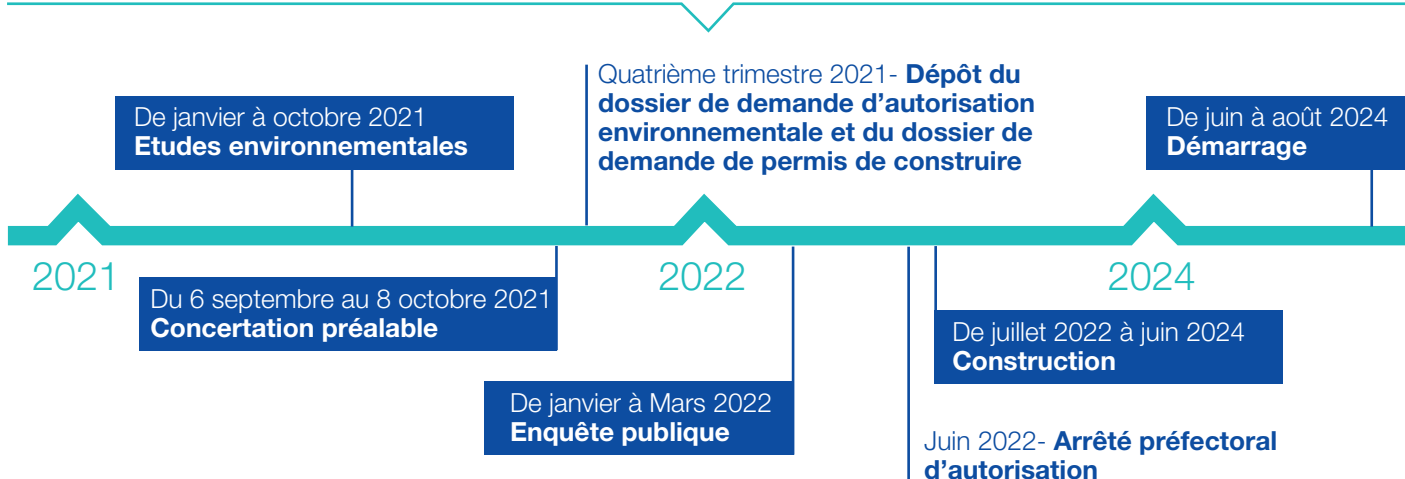 Quatrième trimestre 2021- Dépôt du
dossier de demande d’autorisation
environnementale et du dossier de
demande de permis de construire
De janvier à octobre 2021
Etudes environnementales
De juin à août 2024
Démarrage
2021
2022
2024
Du 6 septembre au 8 octobre 2021
Concertation préalable
De juillet 2022 à juin 2024
Construction
De janvier à Mars 2022
Enquête publique
Juin 2022- Arrêté préfectoral
d’autorisation